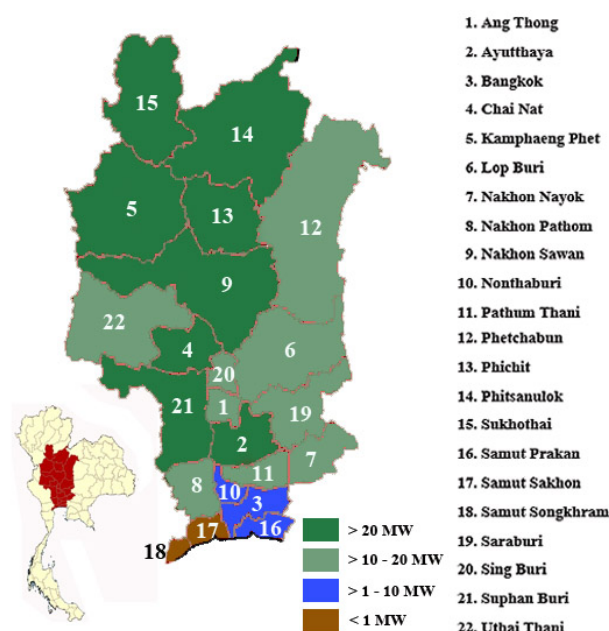 15
14
5
13
12
9
22
4
6
20
1
21
19
2
7
11
8
10
3
17
16
18
> 20 MW
> 10 - 20 MW
> 1 - 10 MW
< 1 MW
1. Ang Thong
2. Ayutthaya
3. Bangkok
4. Chai Nat
5. Kamphaeng Phet
6. Lop Buri
7. Nakhon Nayok
8. Nakhon Pathom
9. Nakhon Sawan
10. Nonthaburi
11. Pathum Thani
12. Phetchabun
13. Phichit
14. Phitsanulok
15. Sukhothai
16. Samut Prakan
17. Samut Sakhon
18. Samut Songkhram
19. Saraburi
20. Sing Buri
21. Suphan Buri
22. Uthai Thani